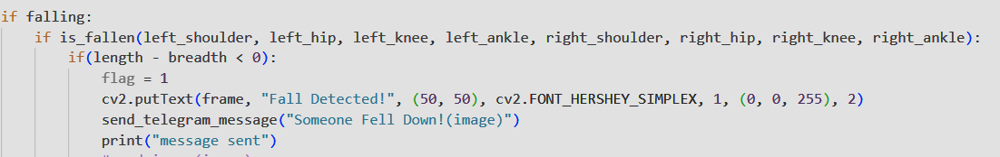 if falling:
if is_fallen(left_shoulder, left_hip, left_knee, left_ankle, right_shoulder, right_hip, right_knee, right_ankle):
if(length - breadth < 0):
flag = 1
cv2.putText(frame, "Fall Detected!", (50, 50), cv2.FONT_HERSHEY_SIMPLEX, 1, (0, 0, 255), 2)
send_telegram_message("Someone Fell Down!(image)")
print("message sent")